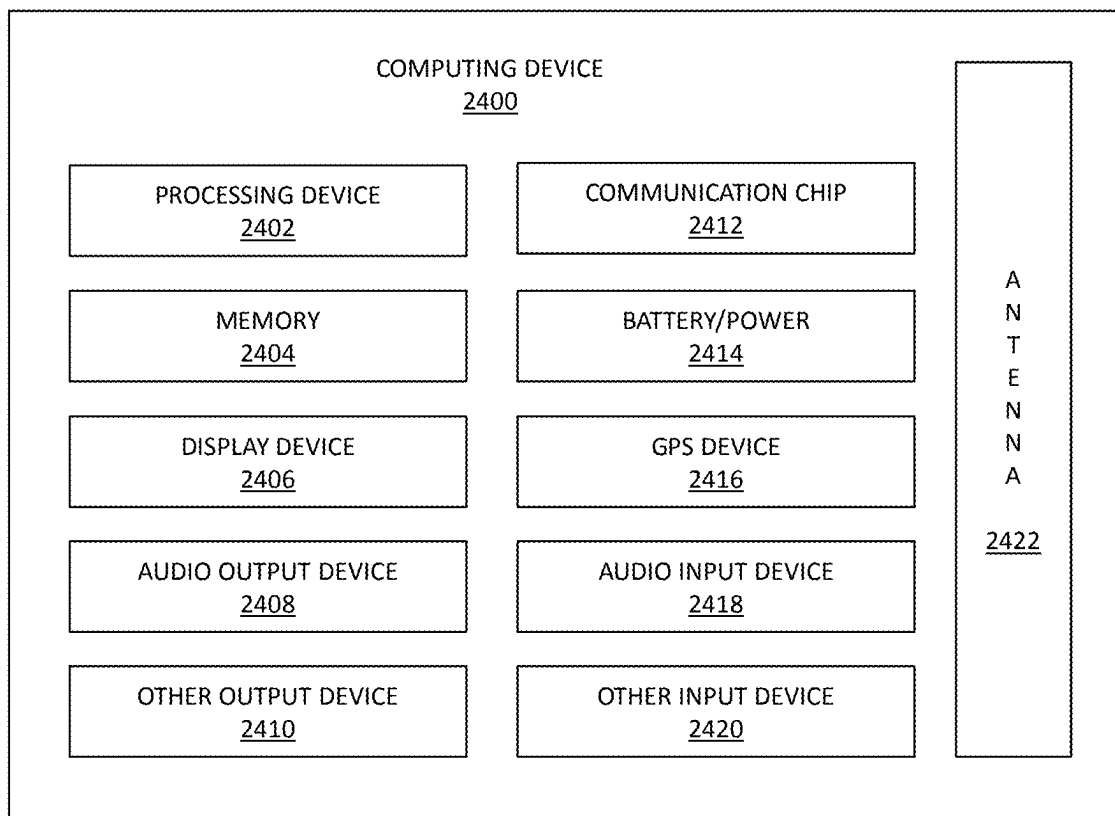 COMPUTING DEVICE
2400
PROCESSING DEVICE
2402
MEMORY
2404
DISPLAY DEVICE
2406
AUDIO OUTPUT DEVICE
2408
OTHER OUTPUT DEVICE
2410
COMMUNICATION CHIP
2412
BATTERY/POWER
2414
GPS DEVICE
2416
AUDIO INPUT DEVICE
2418
OTHER INPUT DEVICE
2420
ANTENNA
2422